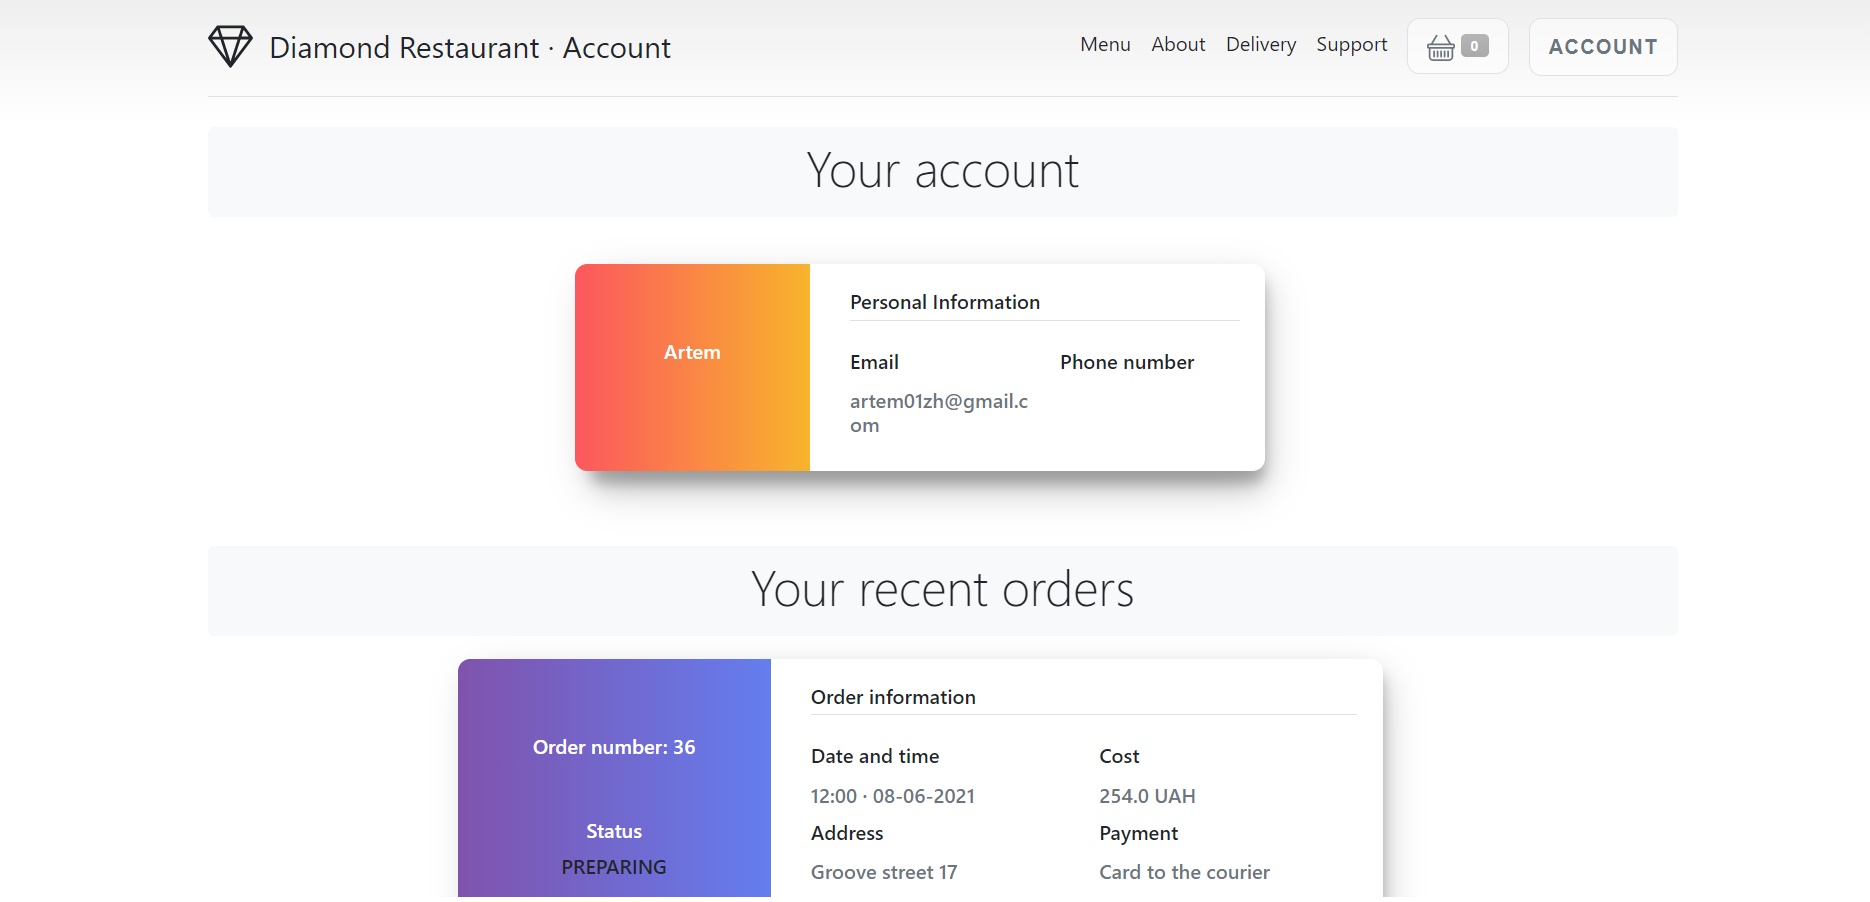 Diamond Restaurant · Account
Menu About Delivery Support 0 ACCOUNT
Your account
Artem
Personal Information
Email Phone number
artem01zh@gmail.c
om
Your recent orders
Order number: 36
Status
PREPARING
Order information
Date and time Cost
12:00 · 08-06-2021 254.0 UAH
Address Payment
Groove street 17 Card to the courier